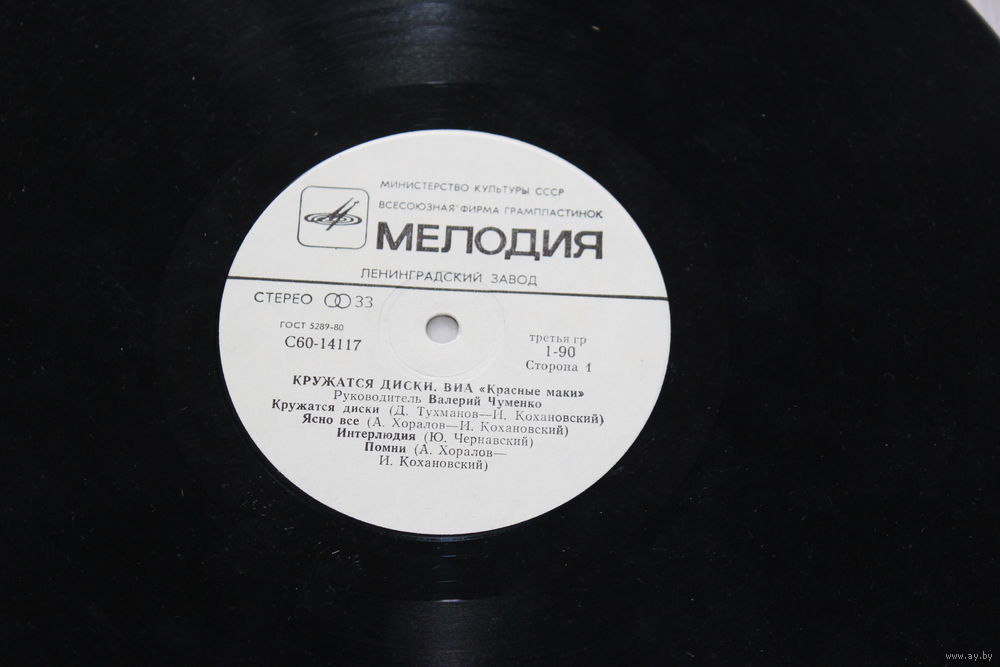 МИНИСТЕРСТВО КУЛЬТУРЫ СССР
ВСЕСОЮЗНАЯ ФИРМА ГРАМПЛАСТИНОК
МЕЛОДИЯ
ЛЕНИНГРАДСКИЙ ЗАВОД
СТЕРЕО 33
ГОСТ 5289-80
С60-14117
третья гр
1-90
Сторона 1
КРУЖАТСЯ ДИСКИ. ВИА «Красные маки»
Руководитель Валерий Чуменко
Кружатся диски (Д. Тухманов—И. Кохановский)
Ясно все (А. Хоралов—И. Кохановский)
Интерлюдия (Ю. Чернавский)
Помни (А. Хоралов—
И. Кохановский)
www.ay.by